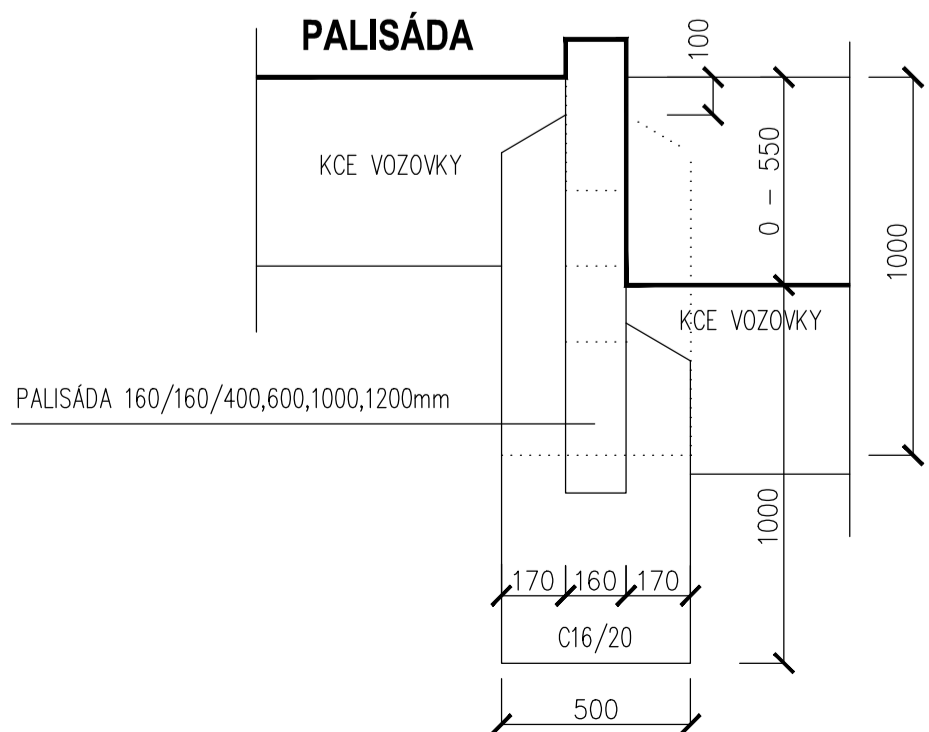 PALISÁDA
100
KCE VOZOVKY
0 – 550
1000
KCE VOZOVKY
PALISÁDA 160/160/400,600,1000,1200mm
1000
170 160 170
C16/20
500